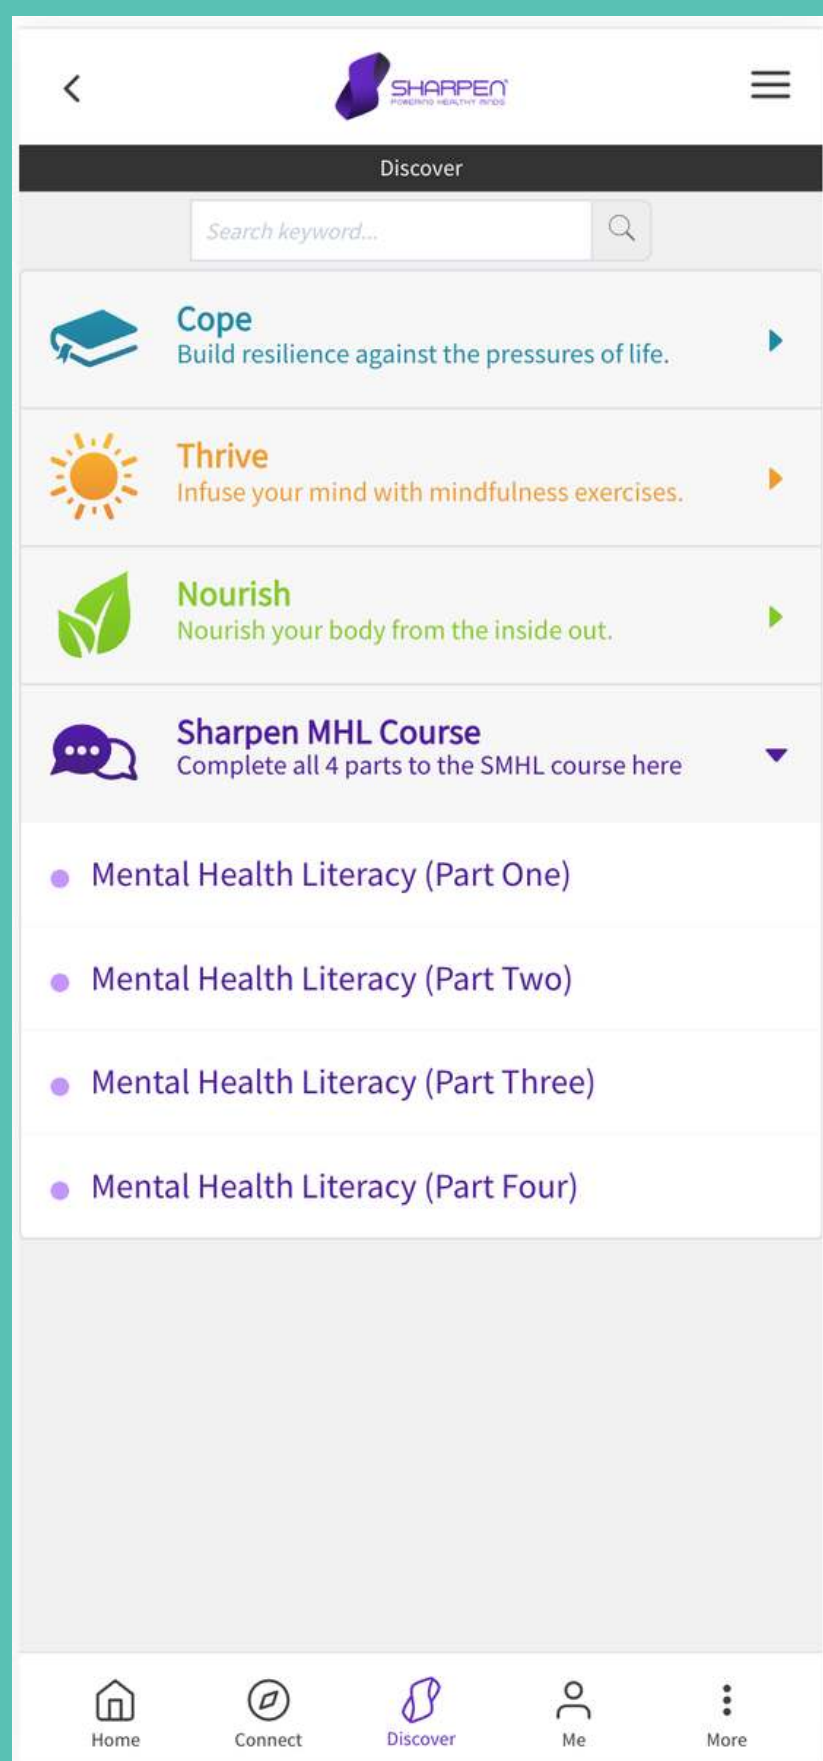 SHARPEN
POWERING HEALTHY MINDS
Discover
Search keyword...
Cope
Build resilience against the pressures of life.
Thrive
Infuse your mind with mindfulness exercises.
Nourish
Nourish your body from the inside out.
Sharpen MHL Course
Complete all 4 parts to the SMHL course here
Mental Health Literacy (Part One)
Mental Health Literacy (Part Two)
Mental Health Literacy (Part Three)
Mental Health Literacy (Part Four)
Home
Connect
Discover
Me
More